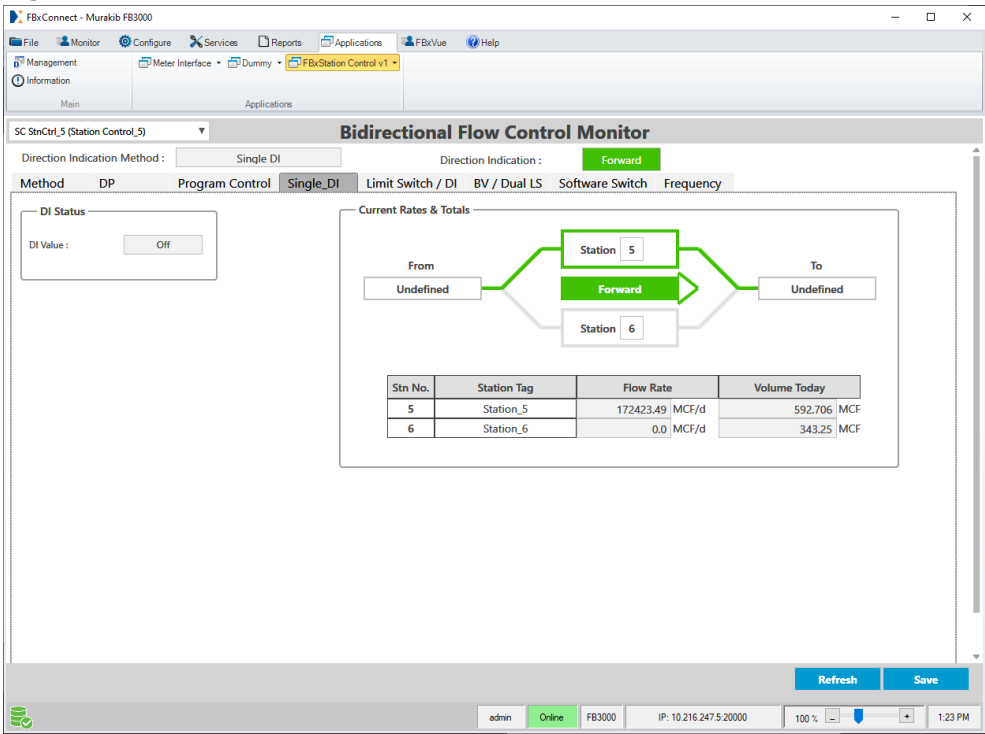 FBxConnect - Murakib FB3000
File Monitor Configure Services Reports Applications FBxVue Help
Management Meter Interface Dummy FBxStation Control v1
Information
Main Applications
SC StnCtrl_5 (Station Control_5) Bidirectional Flow Control Monitor
Direction Indication Method : Single DI Direction Indication : Forward
Method DP Program Control Single_DI Limit Switch / DI BV / Dual LS Software Switch Frequency
DI Status
DI Value : Off
Current Rates & Totals
Station 5
From To
Undefined Forward Undefined
Station 6
Stn No. Station Tag Flow Rate Volume Today
5 Station_5 172423.49 MCF/d 592.706 MCF
6 Station_6 0.0 MCF/d 343.25 MCF
Refresh Save
admin Online FB3000 IP: 10.216.247.5:20000 100 % - + 1:23 PM